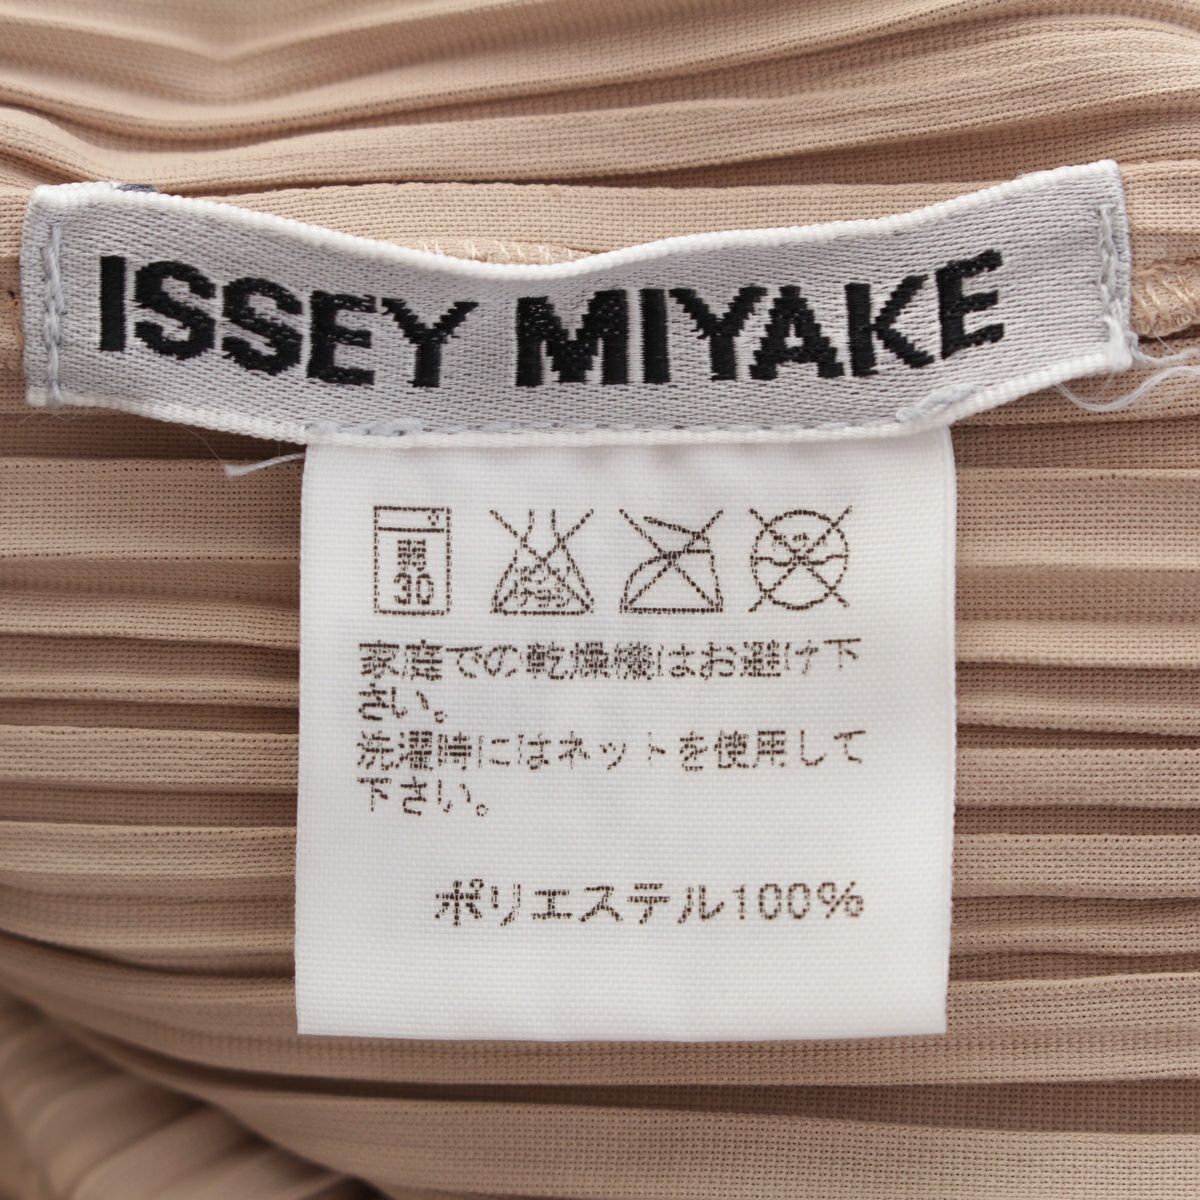 ISSEY MIYAKE
弱
30
家庭での乾燥機はお避け下
さい。
洗濯時にはネットを使用して
下さい。
ポリエステル100%